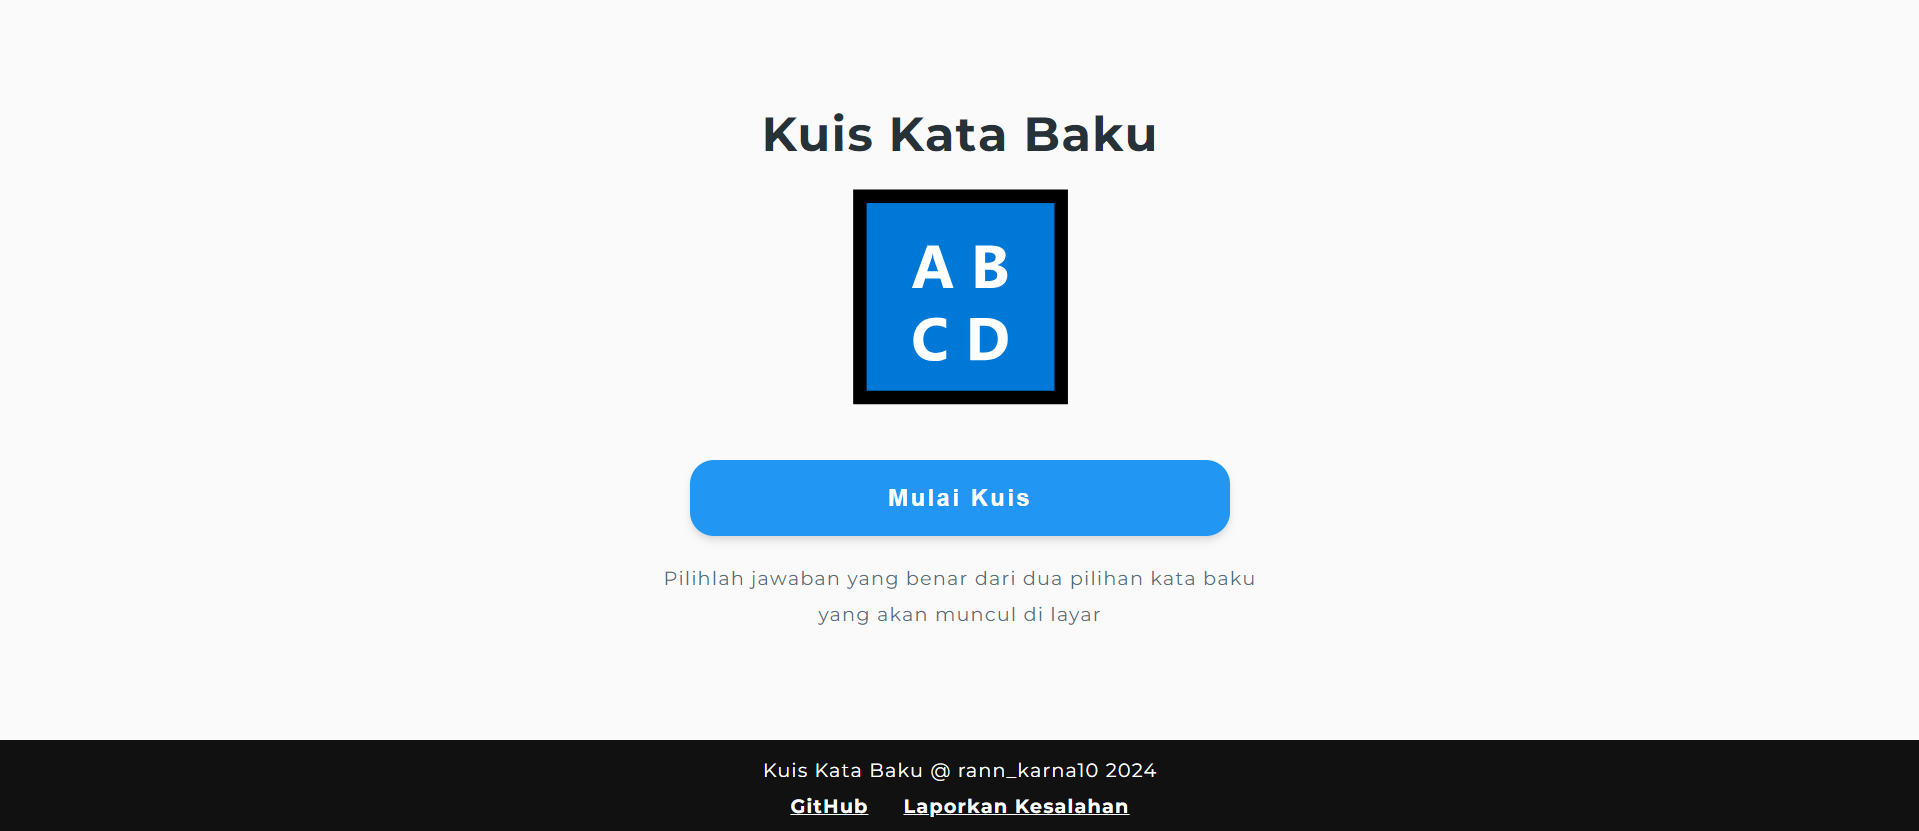 Kuis Kata Baku
A B
C D
Mulai Kuis
Pilihlah jawaban yang benar dari dua pilihan kata baku
yang akan muncul di layar
Kuis Kata Baku @ rann_karna10 2024
GitHub Laporkan Kesalahan